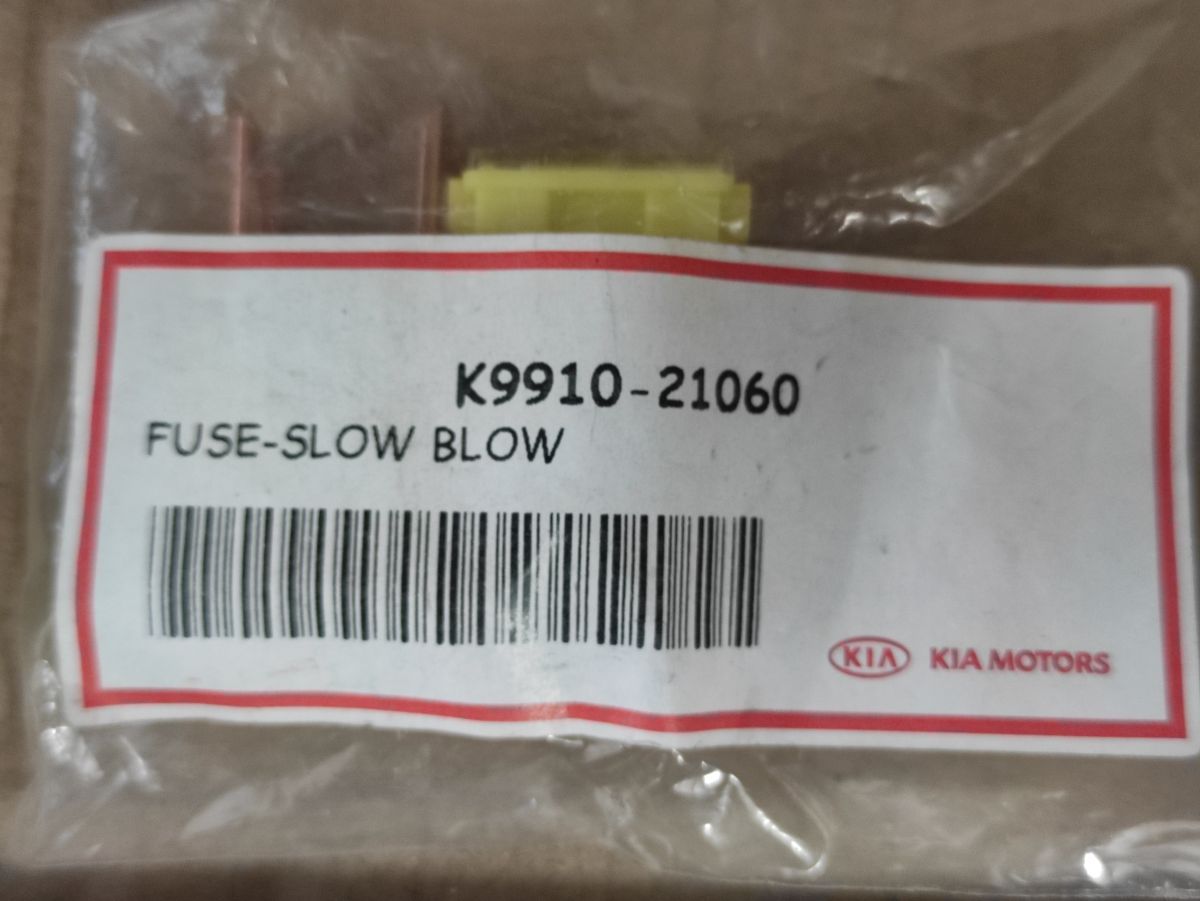 K9910-21060
FUSE-SLOW BLOW
KIA KIA MOTORS